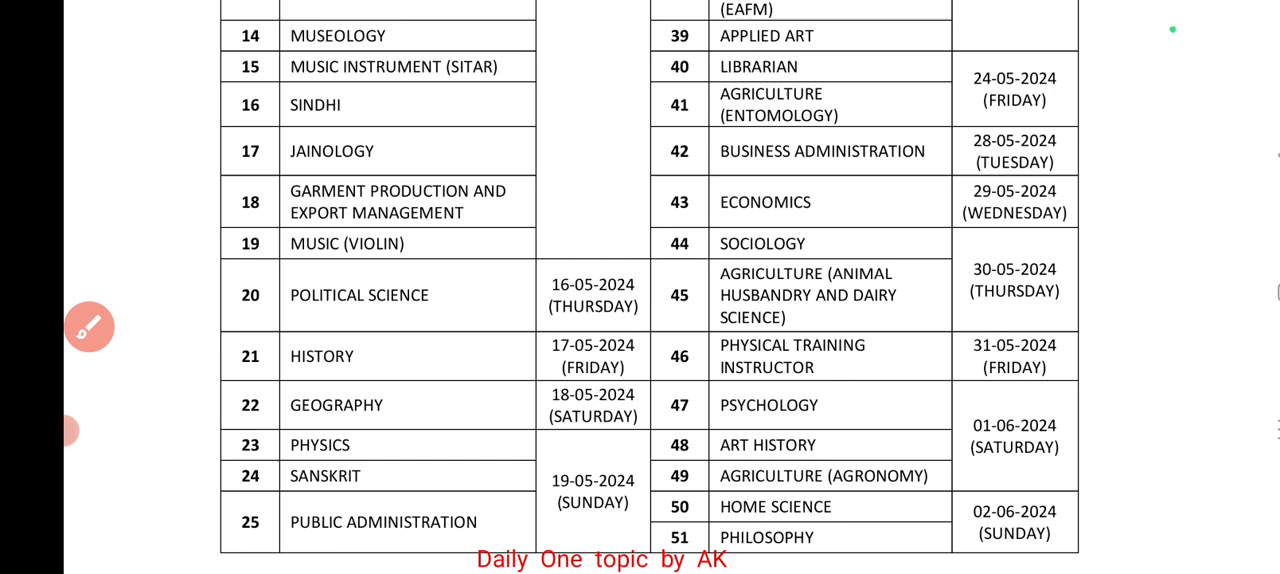 (EAFM)
14 MUSEOLOGY 39 APPLIED ART
15 MUSIC INSTRUMENT (SITAR) 40 LIBRARIAN 24-05-2024
(FRIDAY)
16 SINDHI 41 AGRICULTURE
(ENTOMOLOGY)
17 JAINOLOGY 42 BUSINESS ADMINISTRATION 28-05-2024
(TUESDAY)
18 GARMENT PRODUCTION AND
EXPORT MANAGEMENT 43 ECONOMICS 29-05-2024
(WEDNESDAY)
19 MUSIC (VIOLIN) 44 SOCIOLOGY 30-05-2024
(THURSDAY)
20 POLITICAL SCIENCE 16-05-2024
(THURSDAY) 45 AGRICULTURE (ANIMAL
HUSBANDRY AND DAIRY
SCIENCE)
21 HISTORY 17-05-2024
(FRIDAY) 46 PHYSICAL TRAINING
INSTRUCTOR 31-05-2024
(FRIDAY)
22 GEOGRAPHY 18-05-2024
(SATURDAY) 47 PSYCHOLOGY 01-06-2024
(SATURDAY)
23 PHYSICS 19-05-2024
(SUNDAY) 48 ART HISTORY
24 SANSKRIT 49 AGRICULTURE (AGRONOMY)
25 PUBLIC ADMINISTRATION 50 HOME SCIENCE 02-06-2024
(SUNDAY)
51 PHILOSOPHY
Daily One topic by AK